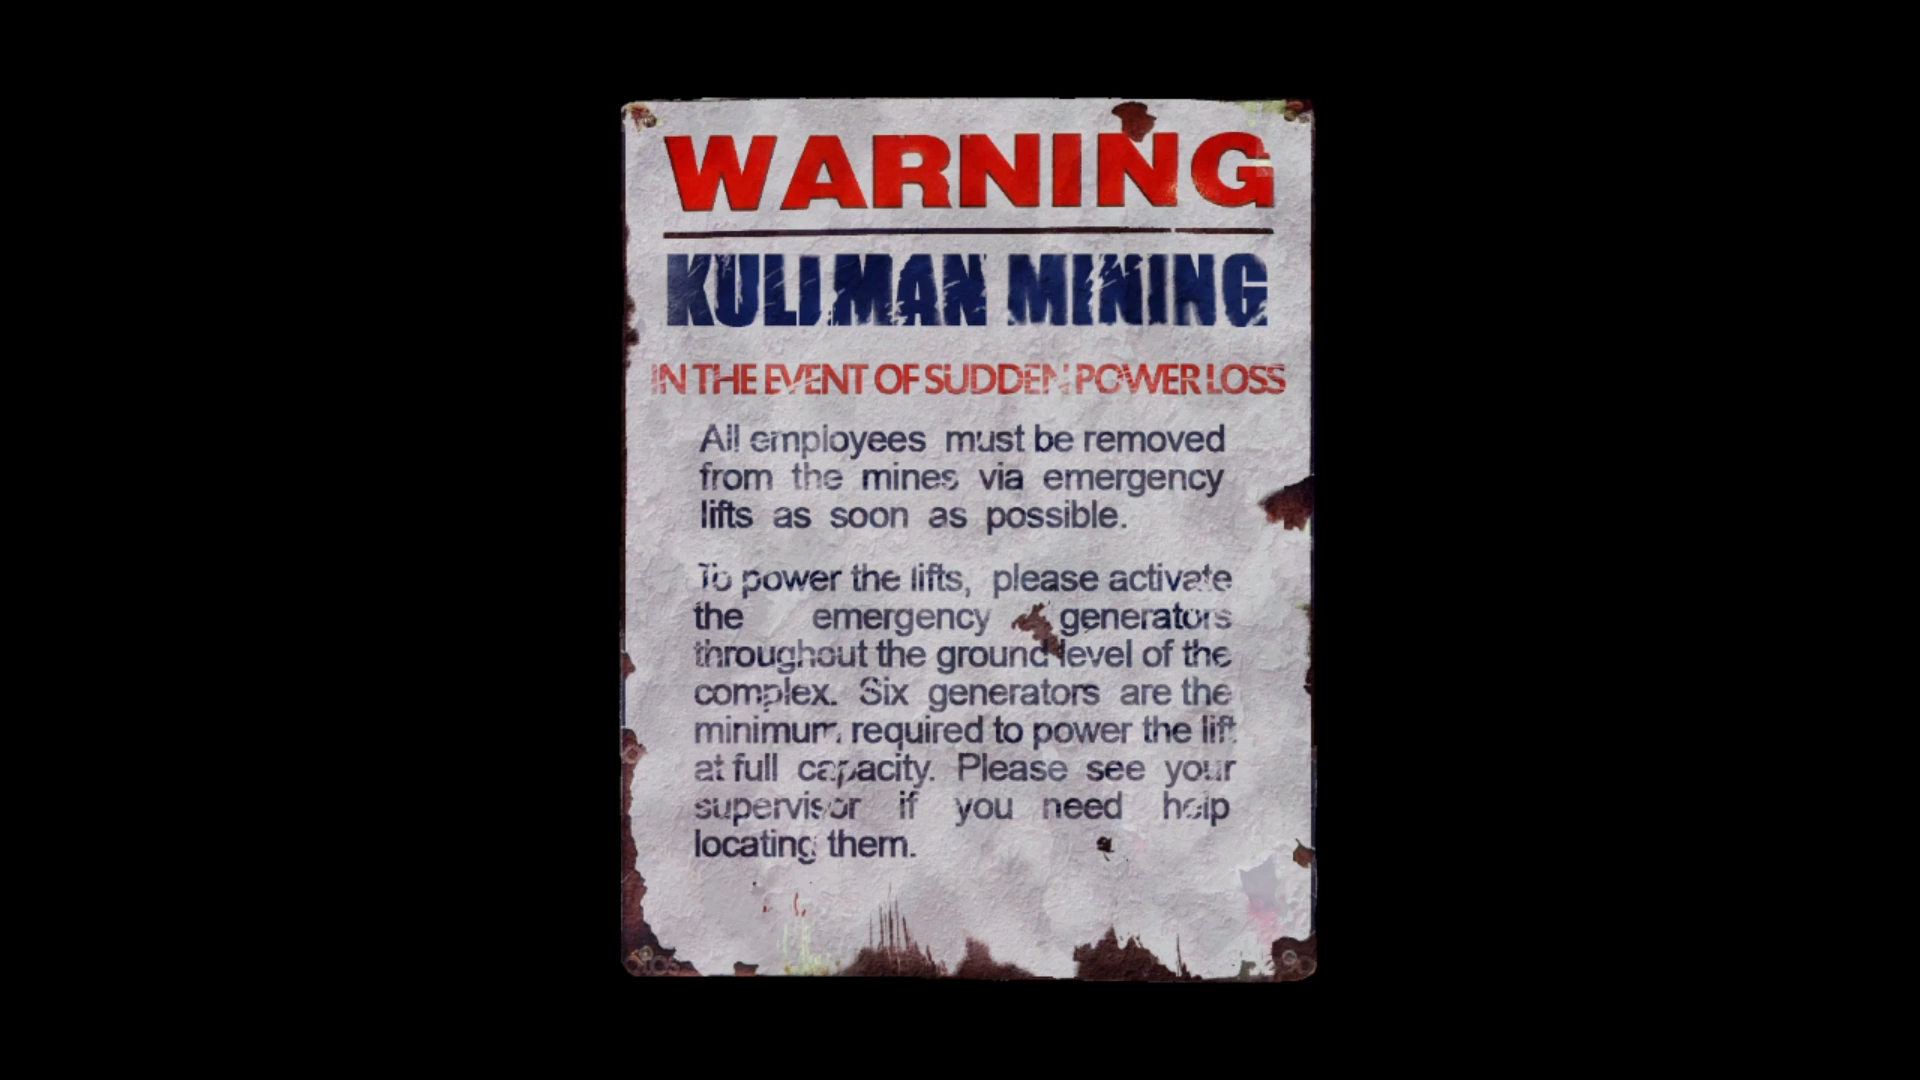 WARNING
KULLMAN MINING
IN THE EVENT OF SUDDEN POWER LOSS
All employees must be removed
from the mines via emergency
lifts as soon as possible.
To power the lifts, please activate
the emergency generators
throughout the ground level of the
complex. Six generators are the
minimum required to power the lift
at full capacity. Please see your
supervisor if you need help
locating them.